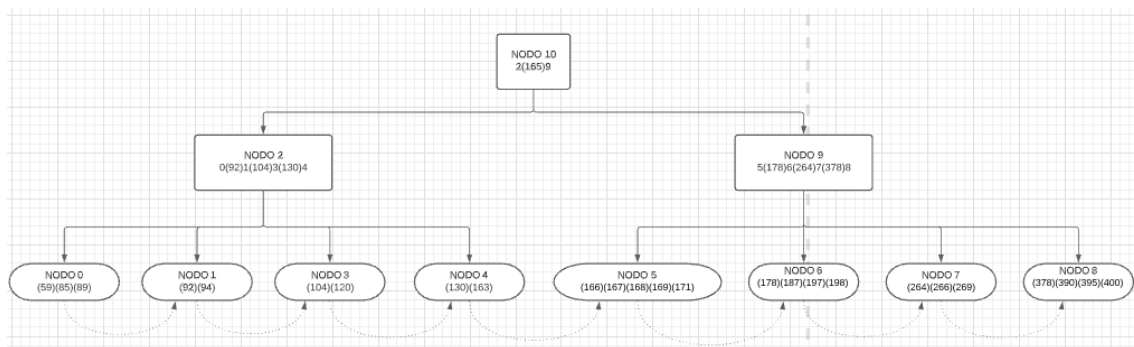 NODO 10
2(165)9
NODO 2
0(92)1(104)3(130)4
NODO 9
5(178)6(264)7(378)8
NODO 0
(59)(85)(89)
NODO 1
(92)(94)
NODO 3
(104)(120)
NODO 4
(130)(163)
NODO 5
(166)(167)(168)(169)(171)
NODO 6
(178)(187)(197)(198)
NODO 7
(264)(266)(269)
NODO 8
(378)(390)(395)(400)